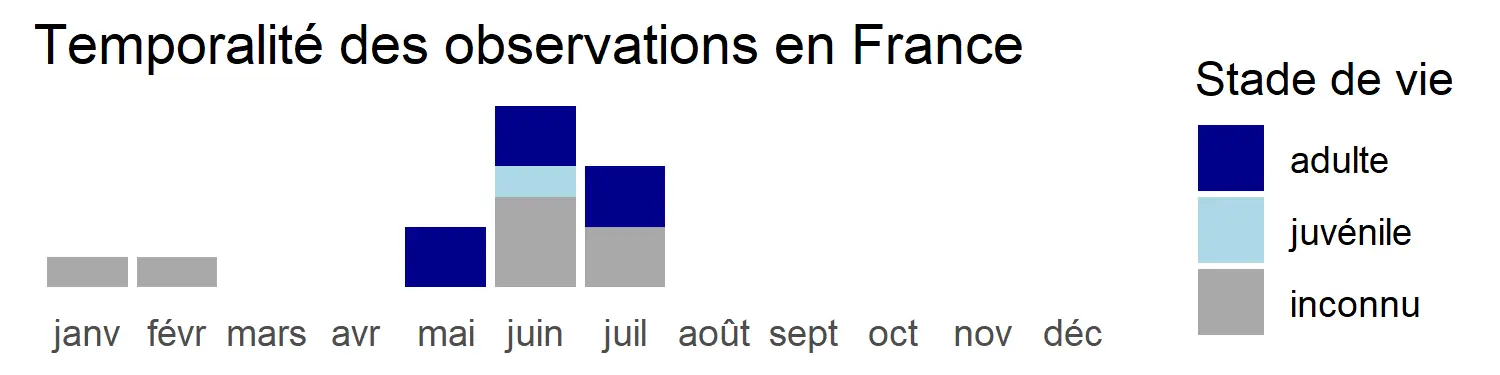 Temporalité des observations en France
Stade de vie
adulte
juvénile
inconnu
janv févr mars avr mai juin juil août sept oct nov déc